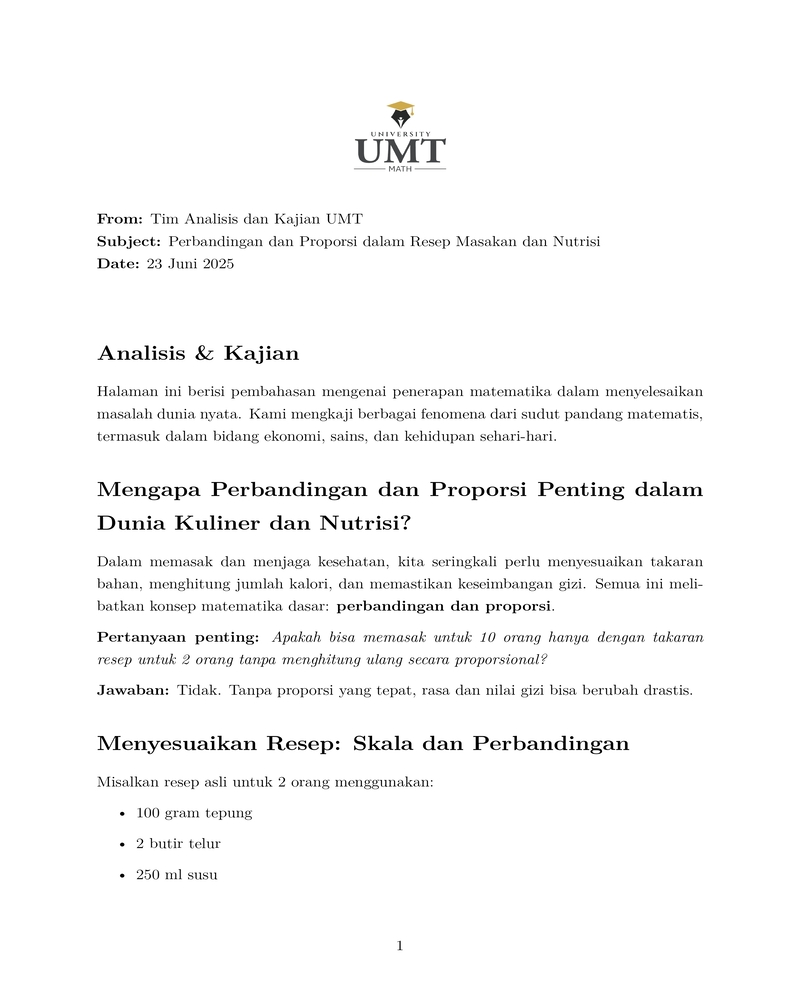 UNIVERSITY
UMT
MATH
From: Tim Analisis dan Kajian UMT
Subject: Perbandingan dan Proporsi dalam Resep Masakan dan Nutrisi
Date: 23 Juni 2025
Analisis & Kajian
Halaman ini berisi pembahasan mengenai penerapan matematika dalam menyelesaikan
masalah dunia nyata. Kami mengkaji berbagai fenomena dari sudut pandang matematis,
termasuk dalam bidang ekonomi, sains, dan kehidupan sehari-hari.
Mengapa Perbandingan dan Proporsi Penting dalam
Dunia Kuliner dan Nutrisi?
Dalam memasak dan menjaga kesehatan, kita seringkali perlu menyesuaikan takaran
bahan, menghitung jumlah kalori, dan memastikan keseimbangan gizi. Semua ini meli-
batkan konsep matematika dasar: perbandingan dan proporsi.
Pertanyaan penting: Apakah bisa memasak untuk 10 orang hanya dengan takaran
resep untuk 2 orang tanpa menghitung ulang secara proporsional?
Jawaban: Tidak. Tanpa proporsi yang tepat, rasa dan nilai gizi bisa berubah drastis.
Menyesuaikan Resep: Skala dan Perbandingan
Misalkan resep asli untuk 2 orang menggunakan:
• 100 gram tepung
• 2 butir telur
• 250 ml susu
1